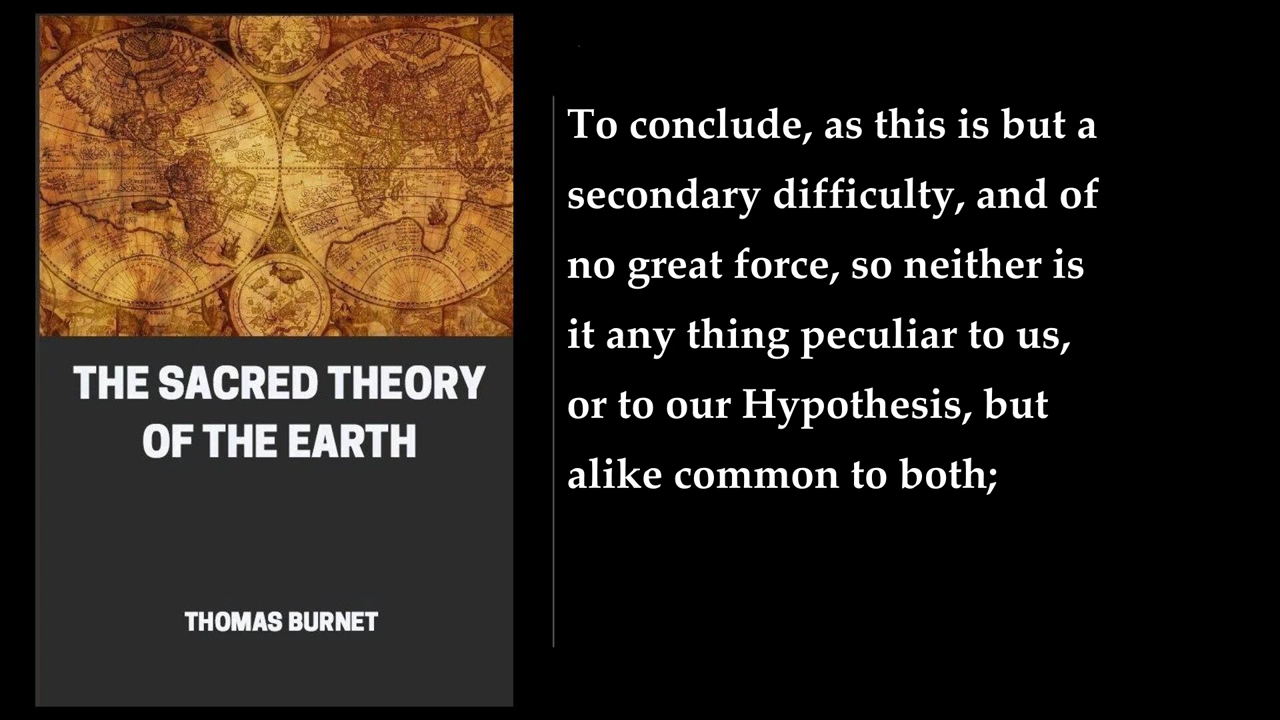 THE SACRED THEORY
OF THE EARTH
THOMAS BURNET
To conclude, as this is but a
secondary difficulty, and of
no great force, so neither is
it any thing peculiar to us,
or to our Hypothesis, but
alike common to both;